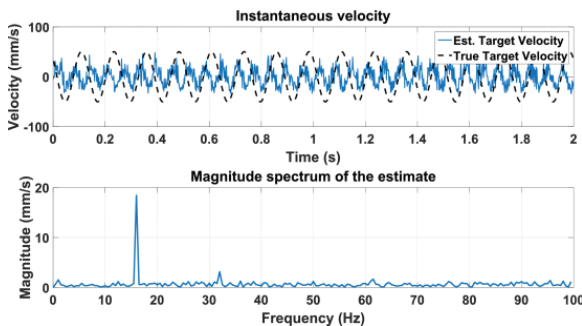 Instantaneous velocity
Velocity (mm/s)
100
0
-100
Est. Target Velocity
True Target Velocity
0 0.2 0.4 0.6 0.8 1 1.2 1.4 1.6 1.8 2
Time (s)
Magnitude spectrum of the estimate
Magnitude (mm/s)
20
10
0
0 10 20 30 40 50 60 70 80 90 100
Frequency (Hz)